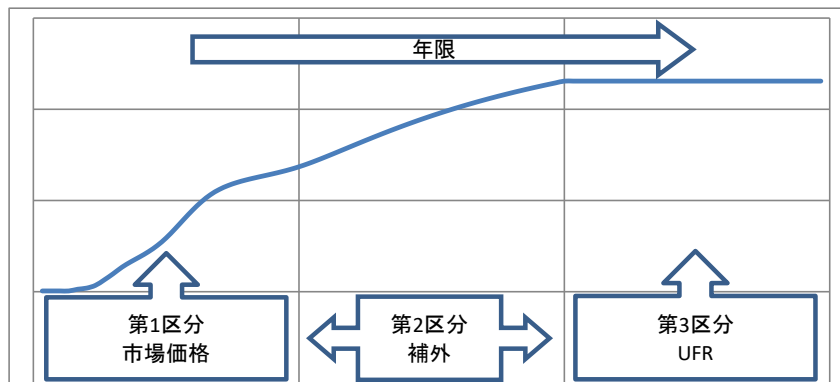 年限
第1区分
市場価格
第2区分
補外
第3区分
UFR